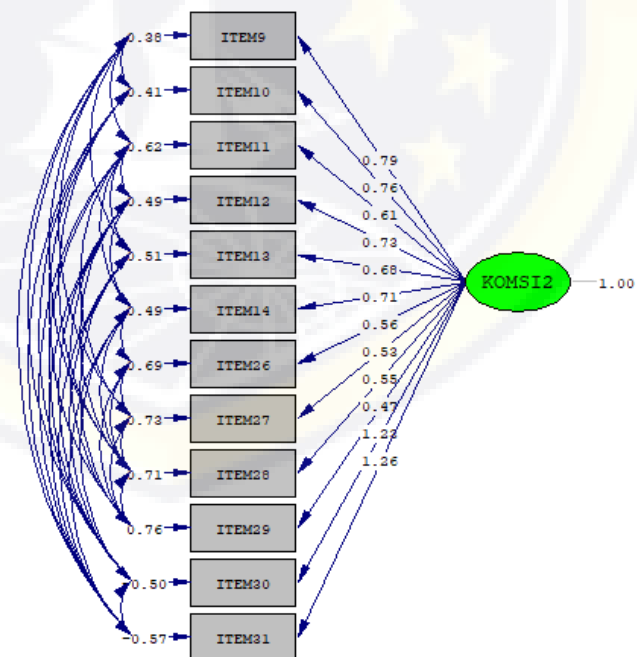 0.38 ITEM9
0.41 ITEM10
0.62 ITEM11
0.49 ITEM12
0.51 ITEM13
0.49 ITEM14
0.69 ITEM26
0.73 ITEM27
0.71 ITEM28
0.76 ITEM29
-0.50 ITEM30
-0.57 ITEM31
0.79
0.76
0.61
0.73
0.68
0.71
0.56
0.53
0.55
0.47
1.23
1.26
KOMSI2
1.00